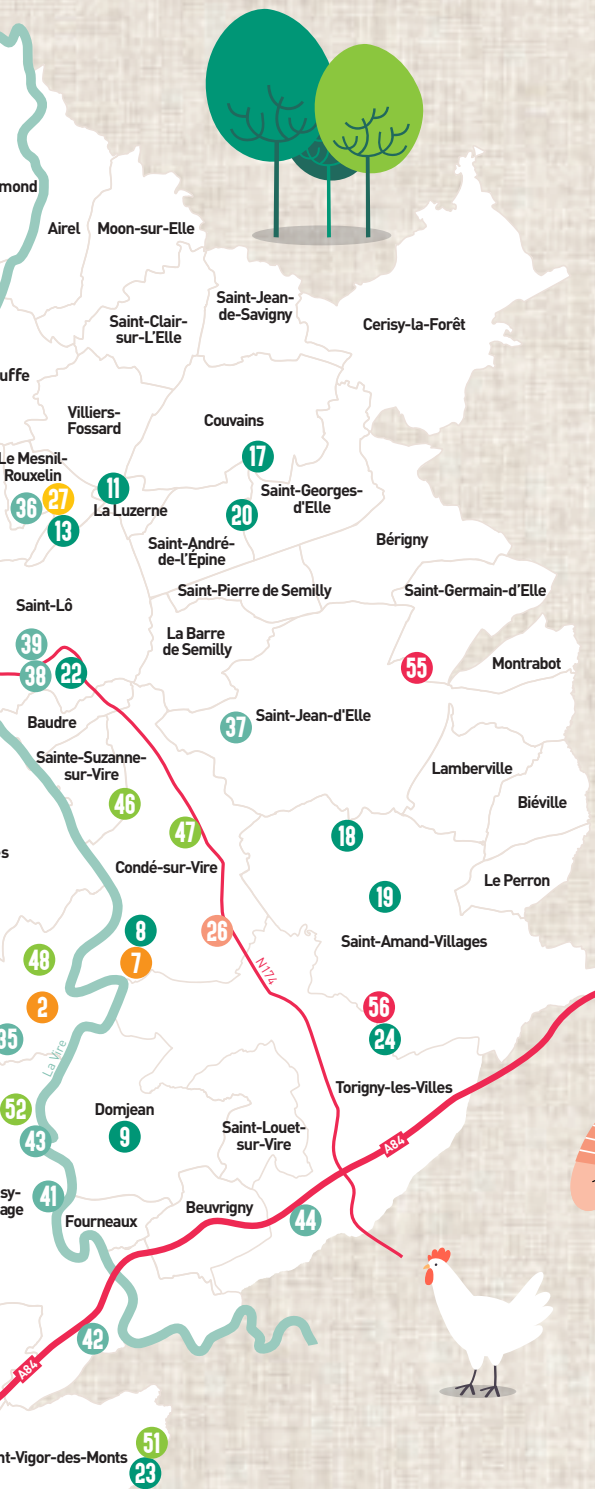 mond
Airel
Moon-sur-Elle
Saint-Jean-
de-Savigny
Saint-Clair-
sur-L'Elle
Cerisy-la-Forêt
uffe
Villiers-
Fossard
Couvains
17
Le Mesnil-
Rouxelin
36
27
11
13
La Luzerne
20
Saint-Georges-
d'Elle
Saint-André-
de-l'Épine
Bérigny
Saint-Pierre de Semilly
Saint-Germain-d'Elle
Saint-Lô
La Barre
de Semilly
39
38
22
55
Montrabot
37
Saint-Jean-d'Elle
Baudre
Sainte-Suzanne-
sur-Vire
Lamberville
46
Biéville
47
18
s
Condé-sur-Vire
Le Perron
19
8
26
Saint-Amand-Villages
48
7
N174
2
56
35
24
La Vire
Torigny-les-Villes
52
Domjean
9
Saint-Louet-
sur-Vire
43
A84
sy-
age
41
Beuvrigny
Fourneaux
44
42
A84
51
nt-Vigor-des-Monts
23